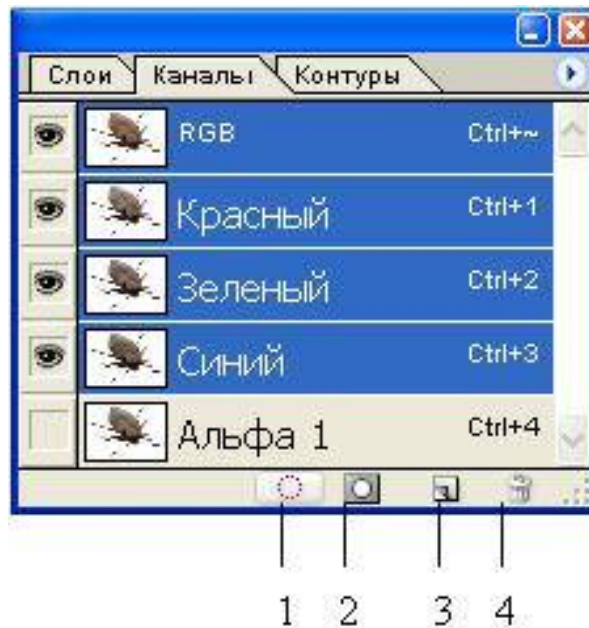 Слои Каналы Контуры
RGB Ctrl+~
Красный Ctrl+1
Зеленый Ctrl+2
Синий Ctrl+3
Альфа 1 Ctrl+4
1 2 3 4